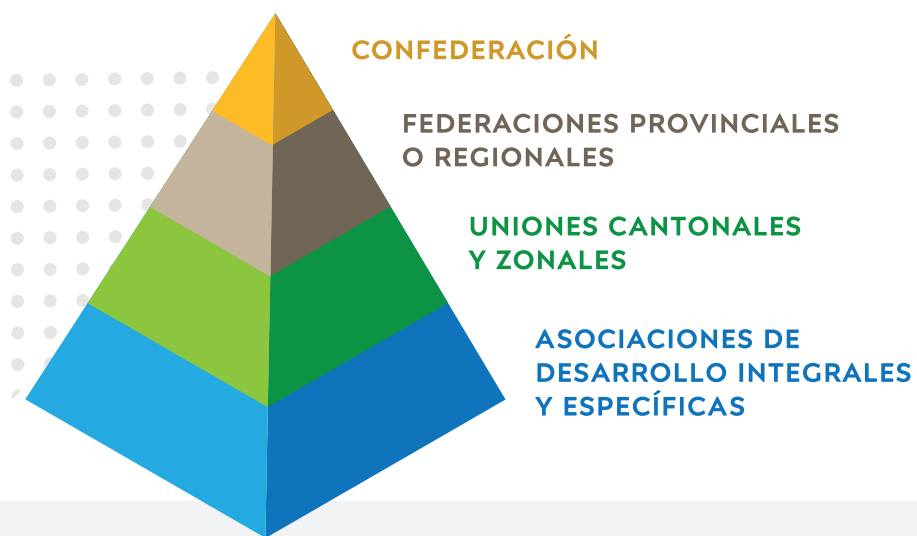 CONFEDERACIÓN
FEDERACIONES PROVINCIALES
O REGIONALES
UNIONES CANTONALES
Y ZONALES
ASOCIACIONES DE
DESARROLLO INTEGRALES
Y ESPECÍFICAS